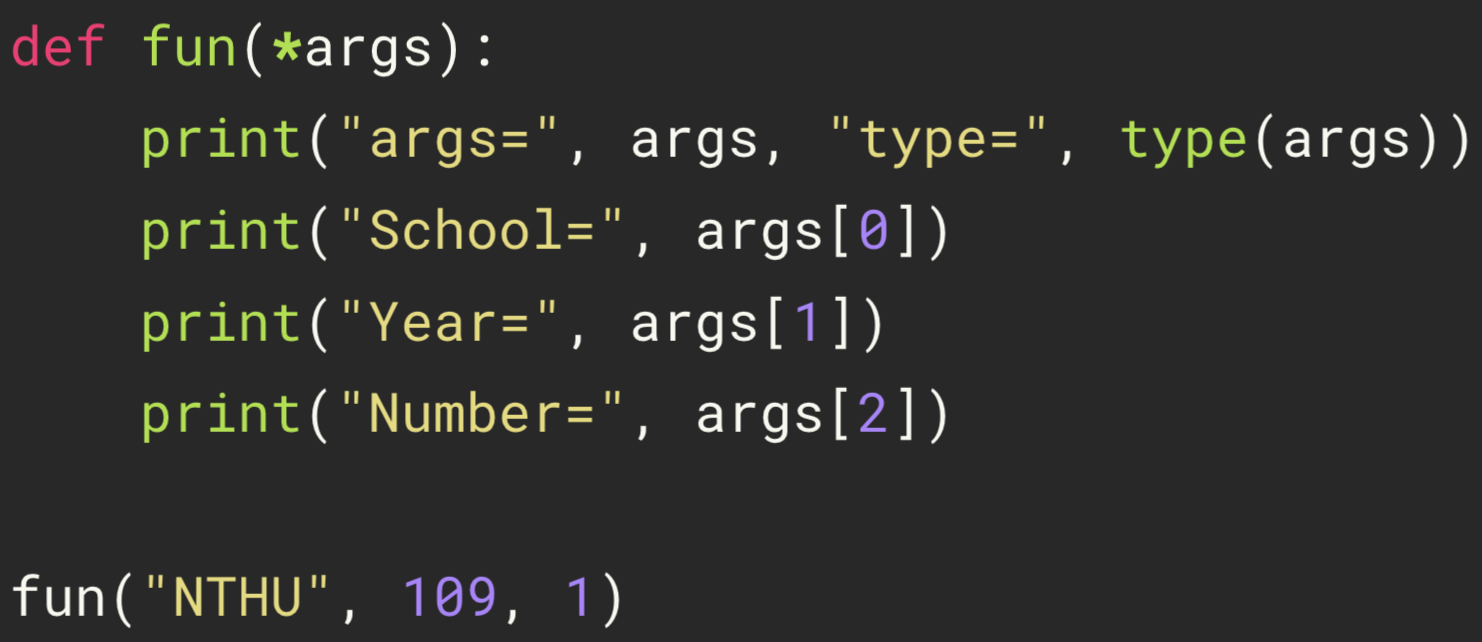 def fun(*args):
    print("args=", args, "type=", type(args))
    print("School=", args[0])
    print("Year=", args[1])
    print("Number=", args[2])

fun("NTHU", 109, 1)